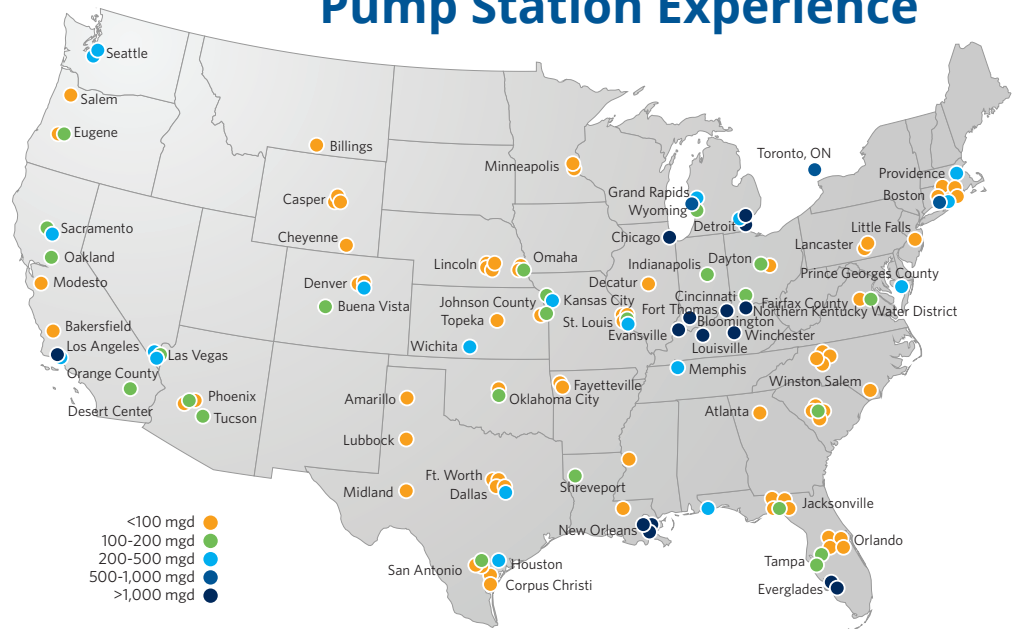 Pump Station Experience
Seattle
Salem
Eugene
Billings
Minneapolis
Toronto, ON
Providence
Grand Rapids
Boston
Casper
Wyoming
Detroit
Sacramento
Cheyenne
Chicago
Little Falls
Lancaster
Oakland
Lincoln
Omaha
Indianapolis
Dayton
Prince Georges County
Modesto
Denver
Decatur
Buena Vista
Johnson County
Kansas City
Cincinnati
Fairfax County
Fort Thomas
Northern Kentucky Water District
Topeka
St. Louis
Bloomington
Bakersfield
Evansville
Winchester
Los Angeles
Las Vegas
Wichita
Louisville
Orange County
Memphis
Winston Salem
Desert Center
Phoenix
Tucson
Amarillo
Oklahoma City
Fayetteville
Atlanta
Lubbock
Ft. Worth
Dallas
Midland
Shreveport
Jacksonville
New Orleans
Orlando
San Antonio
Houston
Corpus Christi
Tampa
Everglades
<100 mgd
100-200 mgd
200-500 mgd
500-1,000 mgd
>1,000 mgd